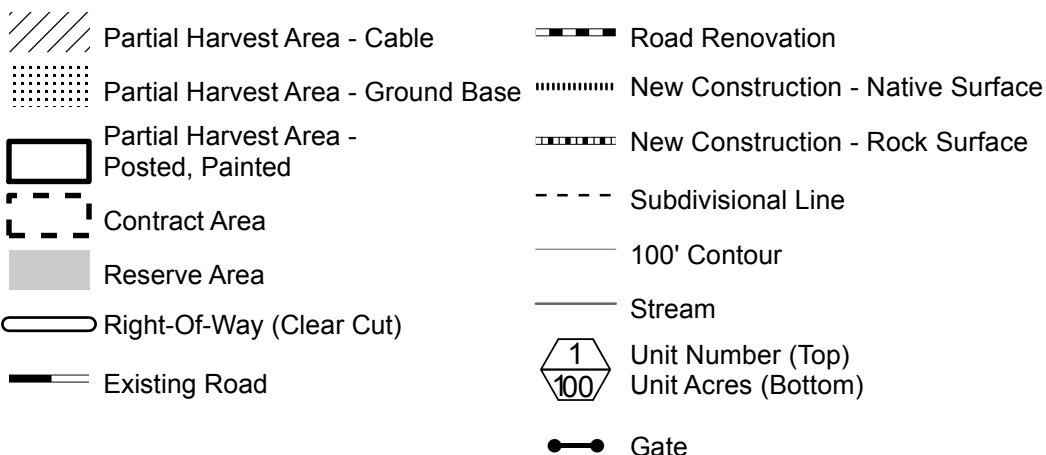 Partial Harvest Area - Cable
Partial Harvest Area - Ground Base
Partial Harvest Area -
Posted, Painted
Contract Area
Reserve Area
Right-Of-Way (Clear Cut)
Existing Road
Road Renovation
New Construction - Native Surface
New Construction - Rock Surface
Subdivisional Line
100' Contour
Stream
1
100
Unit Number (Top)
Unit Acres (Bottom)
Gate